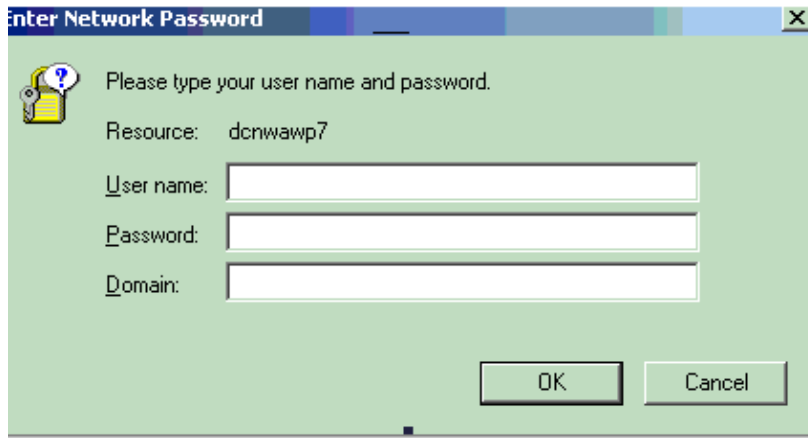 Enter Network Password
Please type your user name and password.
Resource: dcnwawp7
User name:
Password:
Domain:
OK Cancel